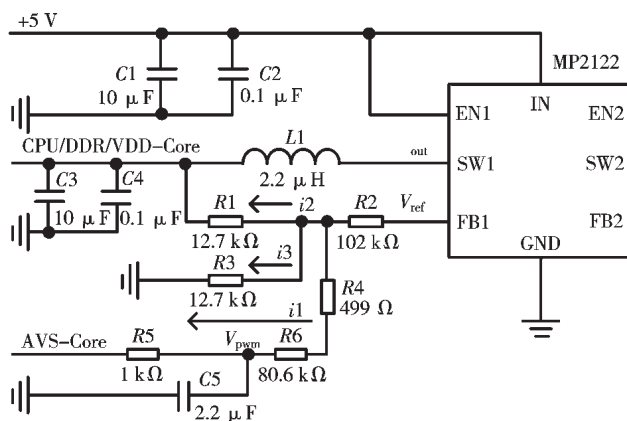 +5 V
MP2122
C1
10 μF
C2
0.1 μF
IN
EN1
EN2
CPU/DDR/VDD-Core
L1
2.2 μH
out
SW1
SW2
C3
10 μF
C4
0.1 μF
R1
12.7 kΩ
i2
R2
102 kΩ
Vref
FB1
FB2
GND
R3
12.7 kΩ
i3
R4
499 Ω
i1
AVS-Core
R5
1 kΩ
Vpwm
R6
80.6 kΩ
C5
2.2 μF